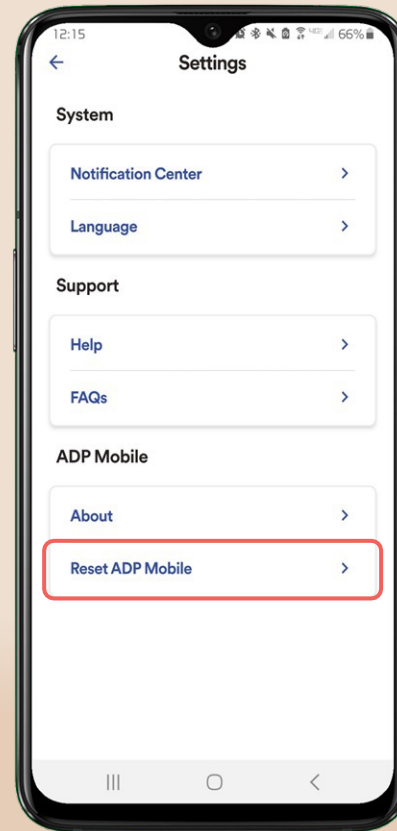 12:15
66%
Settings
System
Notification Center
Language
Support
Help
FAQs
ADP Mobile
About
Reset ADP Mobile